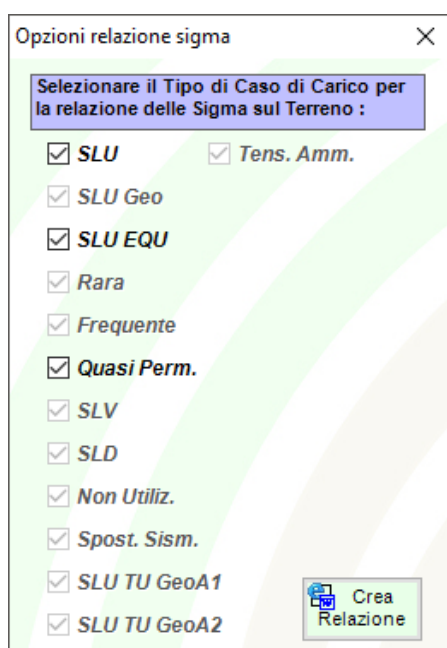 Opzioni relazione sigma
Selezionare il Tipo di Caso di Carico per
la relazione delle Sigma sul Terreno :
SLU Tens. Amm.
SLU Geo
SLU EQU
Rara
Frequente
Quasi Perm.
SLV
SLD
Non Utiliz.
Spost. Sism.
SLU TU GeoA1
SLU TU GeoA2
Crea
Relazione